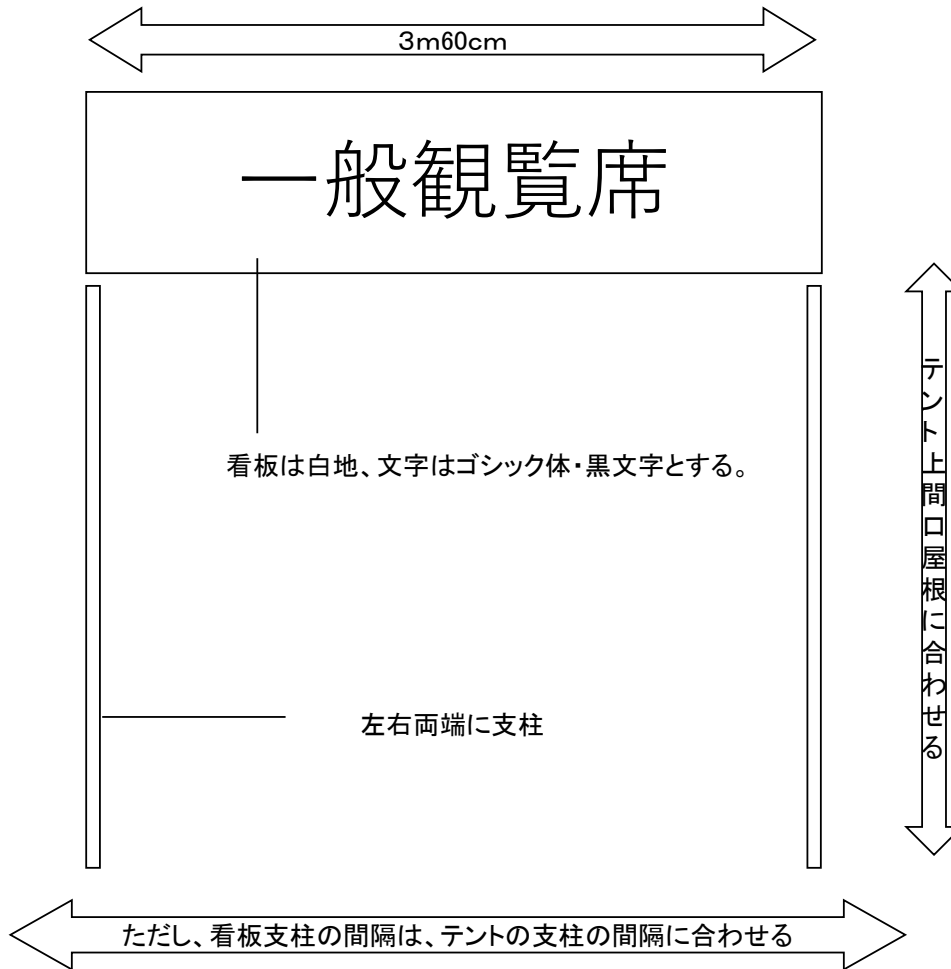 3m60cm
一般観覧席
看板は白地、文字はゴシック体・黒文字とする。
テント上間口屋根に合わせる
左右両端に支柱
ただし、看板支柱の間隔は、テントの支柱の間隔に合わせる